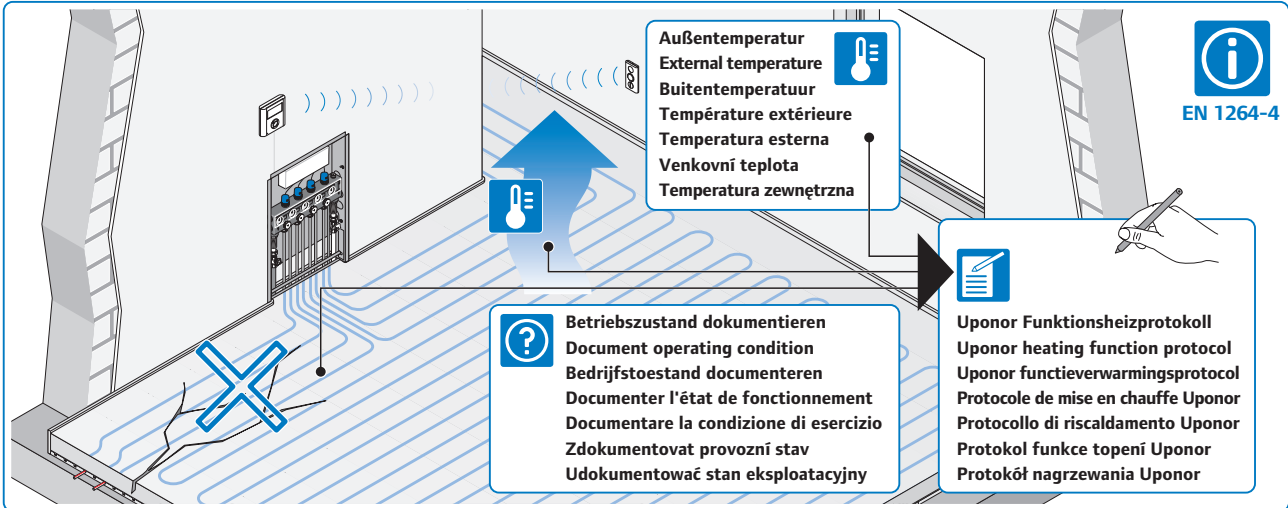 Außentemperatur
External temperature
Buitentemperatuur
Température extérieure
Temperatura esterna
Venkovní teplota
Temperatura zewnętrzna
EN 1264-4
Betriebszustand dokumentieren
Document operating condition
Bedrijfstoestand documenteren
Documenter l'état de fonctionnement
Documentare la condizione di esercizio
Zdokumentovat provozní stav
Udokumentować stan eksploatacyjny
Uponor Funktionsheizprotokoll
Uponor heating function protocol
Uponor functieverwarmingsprotocol
Protocole de mise en chauffe Uponor
Protocollo di riscaldamento Uponor
Protokol funkce topení Uponor
Protokół nagrzewania Uponor